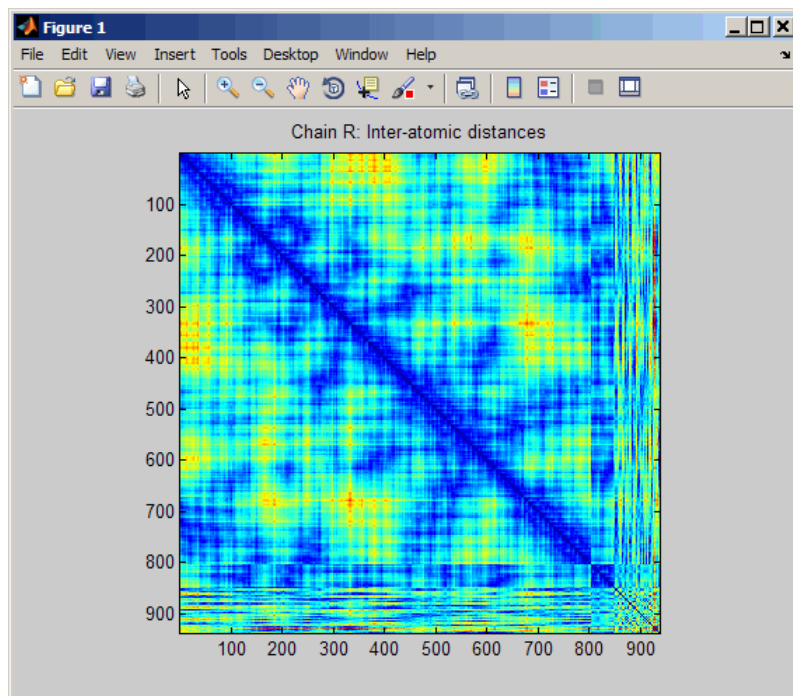 Figure 1
File Edit View Insert Tools Desktop Window Help
Chain R: Inter-atomic distances
100
200
300
400
500
600
700
800
900
100 200 300 400 500 600 700 800 900